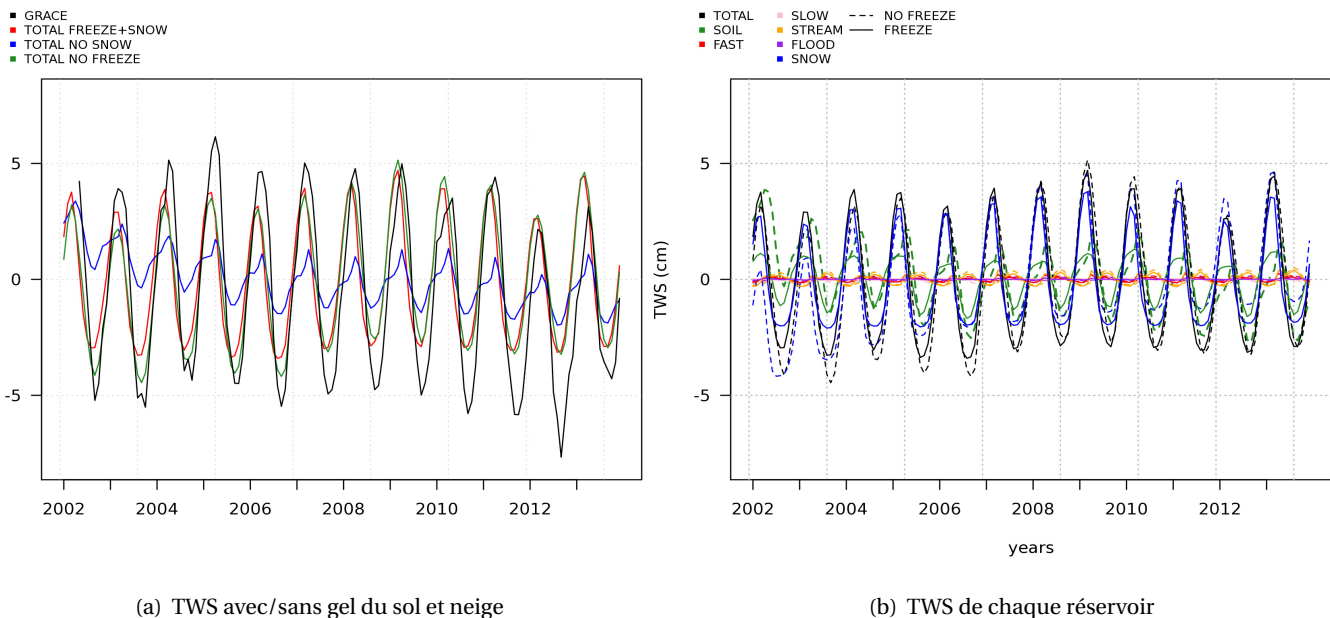 GRACE
TOTAL FREEZE+SNOW
TOTAL NO SNOW
TOTAL NO FREEZE
5
0
-5
2002 2004 2006 2008 2010 2012
(a) TWS avec/sans gel du sol et neige
TOTAL SLOW NO FREEZE
SOIL STREAM FREEZE
FAST FLOOD
SNOW
TWS (cm)
5
0
-5
2002 2004 2006 2008 2010 2012
years
(b) TWS de chaque réservoir